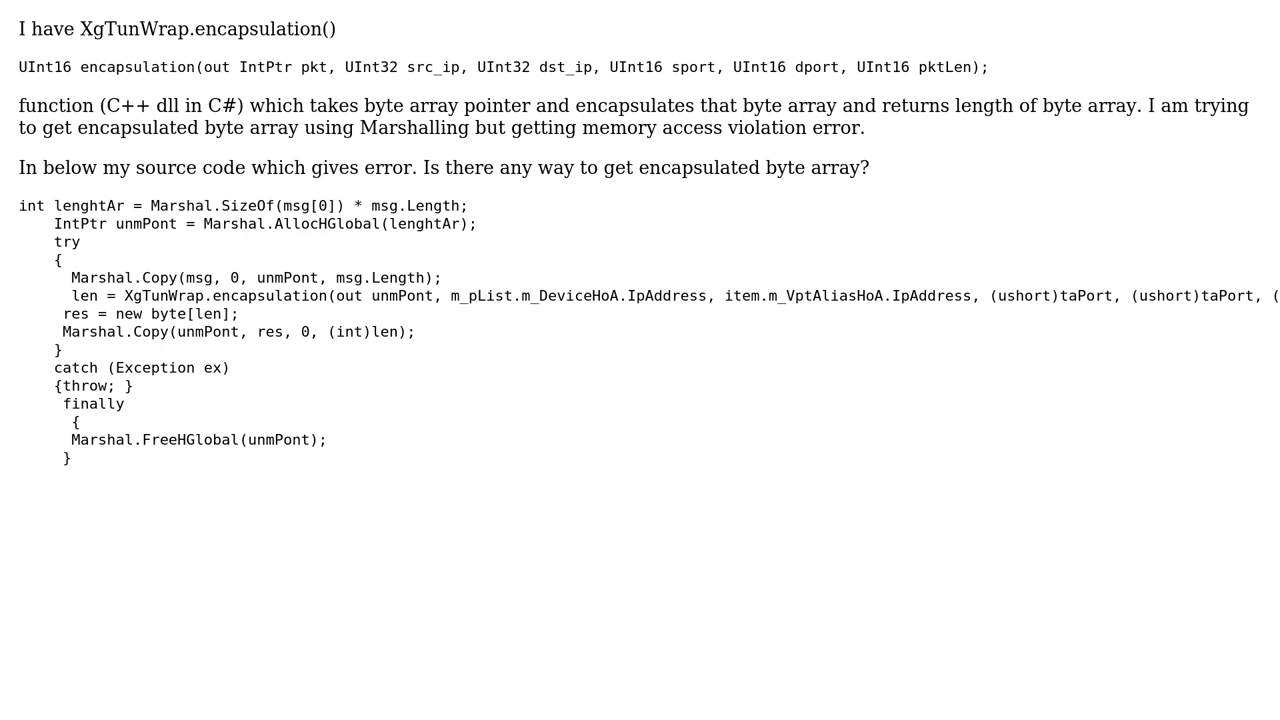 I have XgTunWrap.encapsulation()
UInt16 encapsulation(out IntPtr pkt, UInt32 src_ip, UInt32 dst_ip, UInt16 sport, UInt16 dport, UInt16 pktLen);
function (C++ dll in C#) which takes byte array pointer and encapsulates that byte array and returns length of byte array. I am trying
to get encapsulated byte array using Marshalling but getting memory access violation error.
In below my source code which gives error. Is there any way to get encapsulated byte array?
int lenghtAr = Marshal.SizeOf(msg[0]) * msg.Length;
    IntPtr unmPont = Marshal.AllocHGlobal(lenghtAr);
    try
    {
      Marshal.Copy(msg, 0, unmPont, msg.Length);
      len = XgTunWrap.encapsulation(out unmPont, m_pList.m_DeviceHoA.IpAddress, item.m_VptAliasHoA.IpAddress, (ushort)taPort, (ushort)taPort, (
     res = new byte[len];
     Marshal.Copy(unmPont, res, 0, (int)len);
    }
    catch (Exception ex)
    {throw; }
     finally
      {
      Marshal.FreeHGlobal(unmPont);
     }